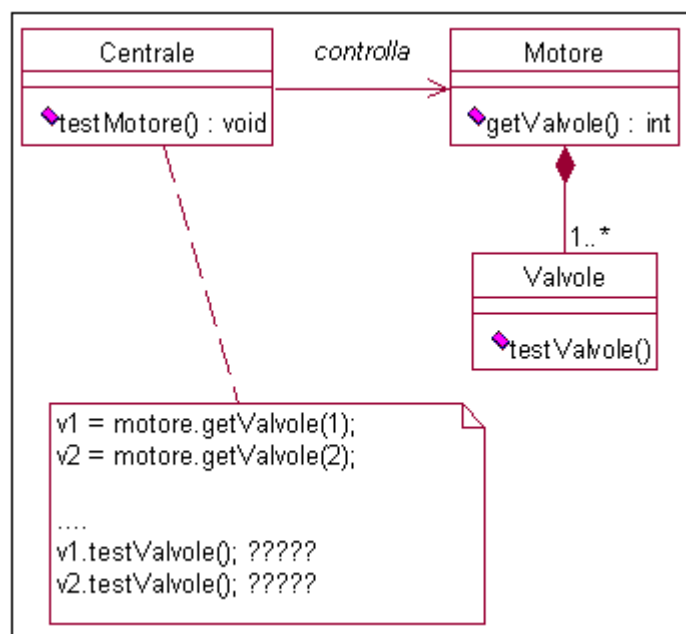 Centrale
controlla
Motore
testMotore() : void
getValvole() : int
1..*
Valvole
testValvole()
v1 = motore.getValvole(1);
v2 = motore.getValvole(2);
....
v1.testValvole(); ?????
v2.testValvole(); ?????